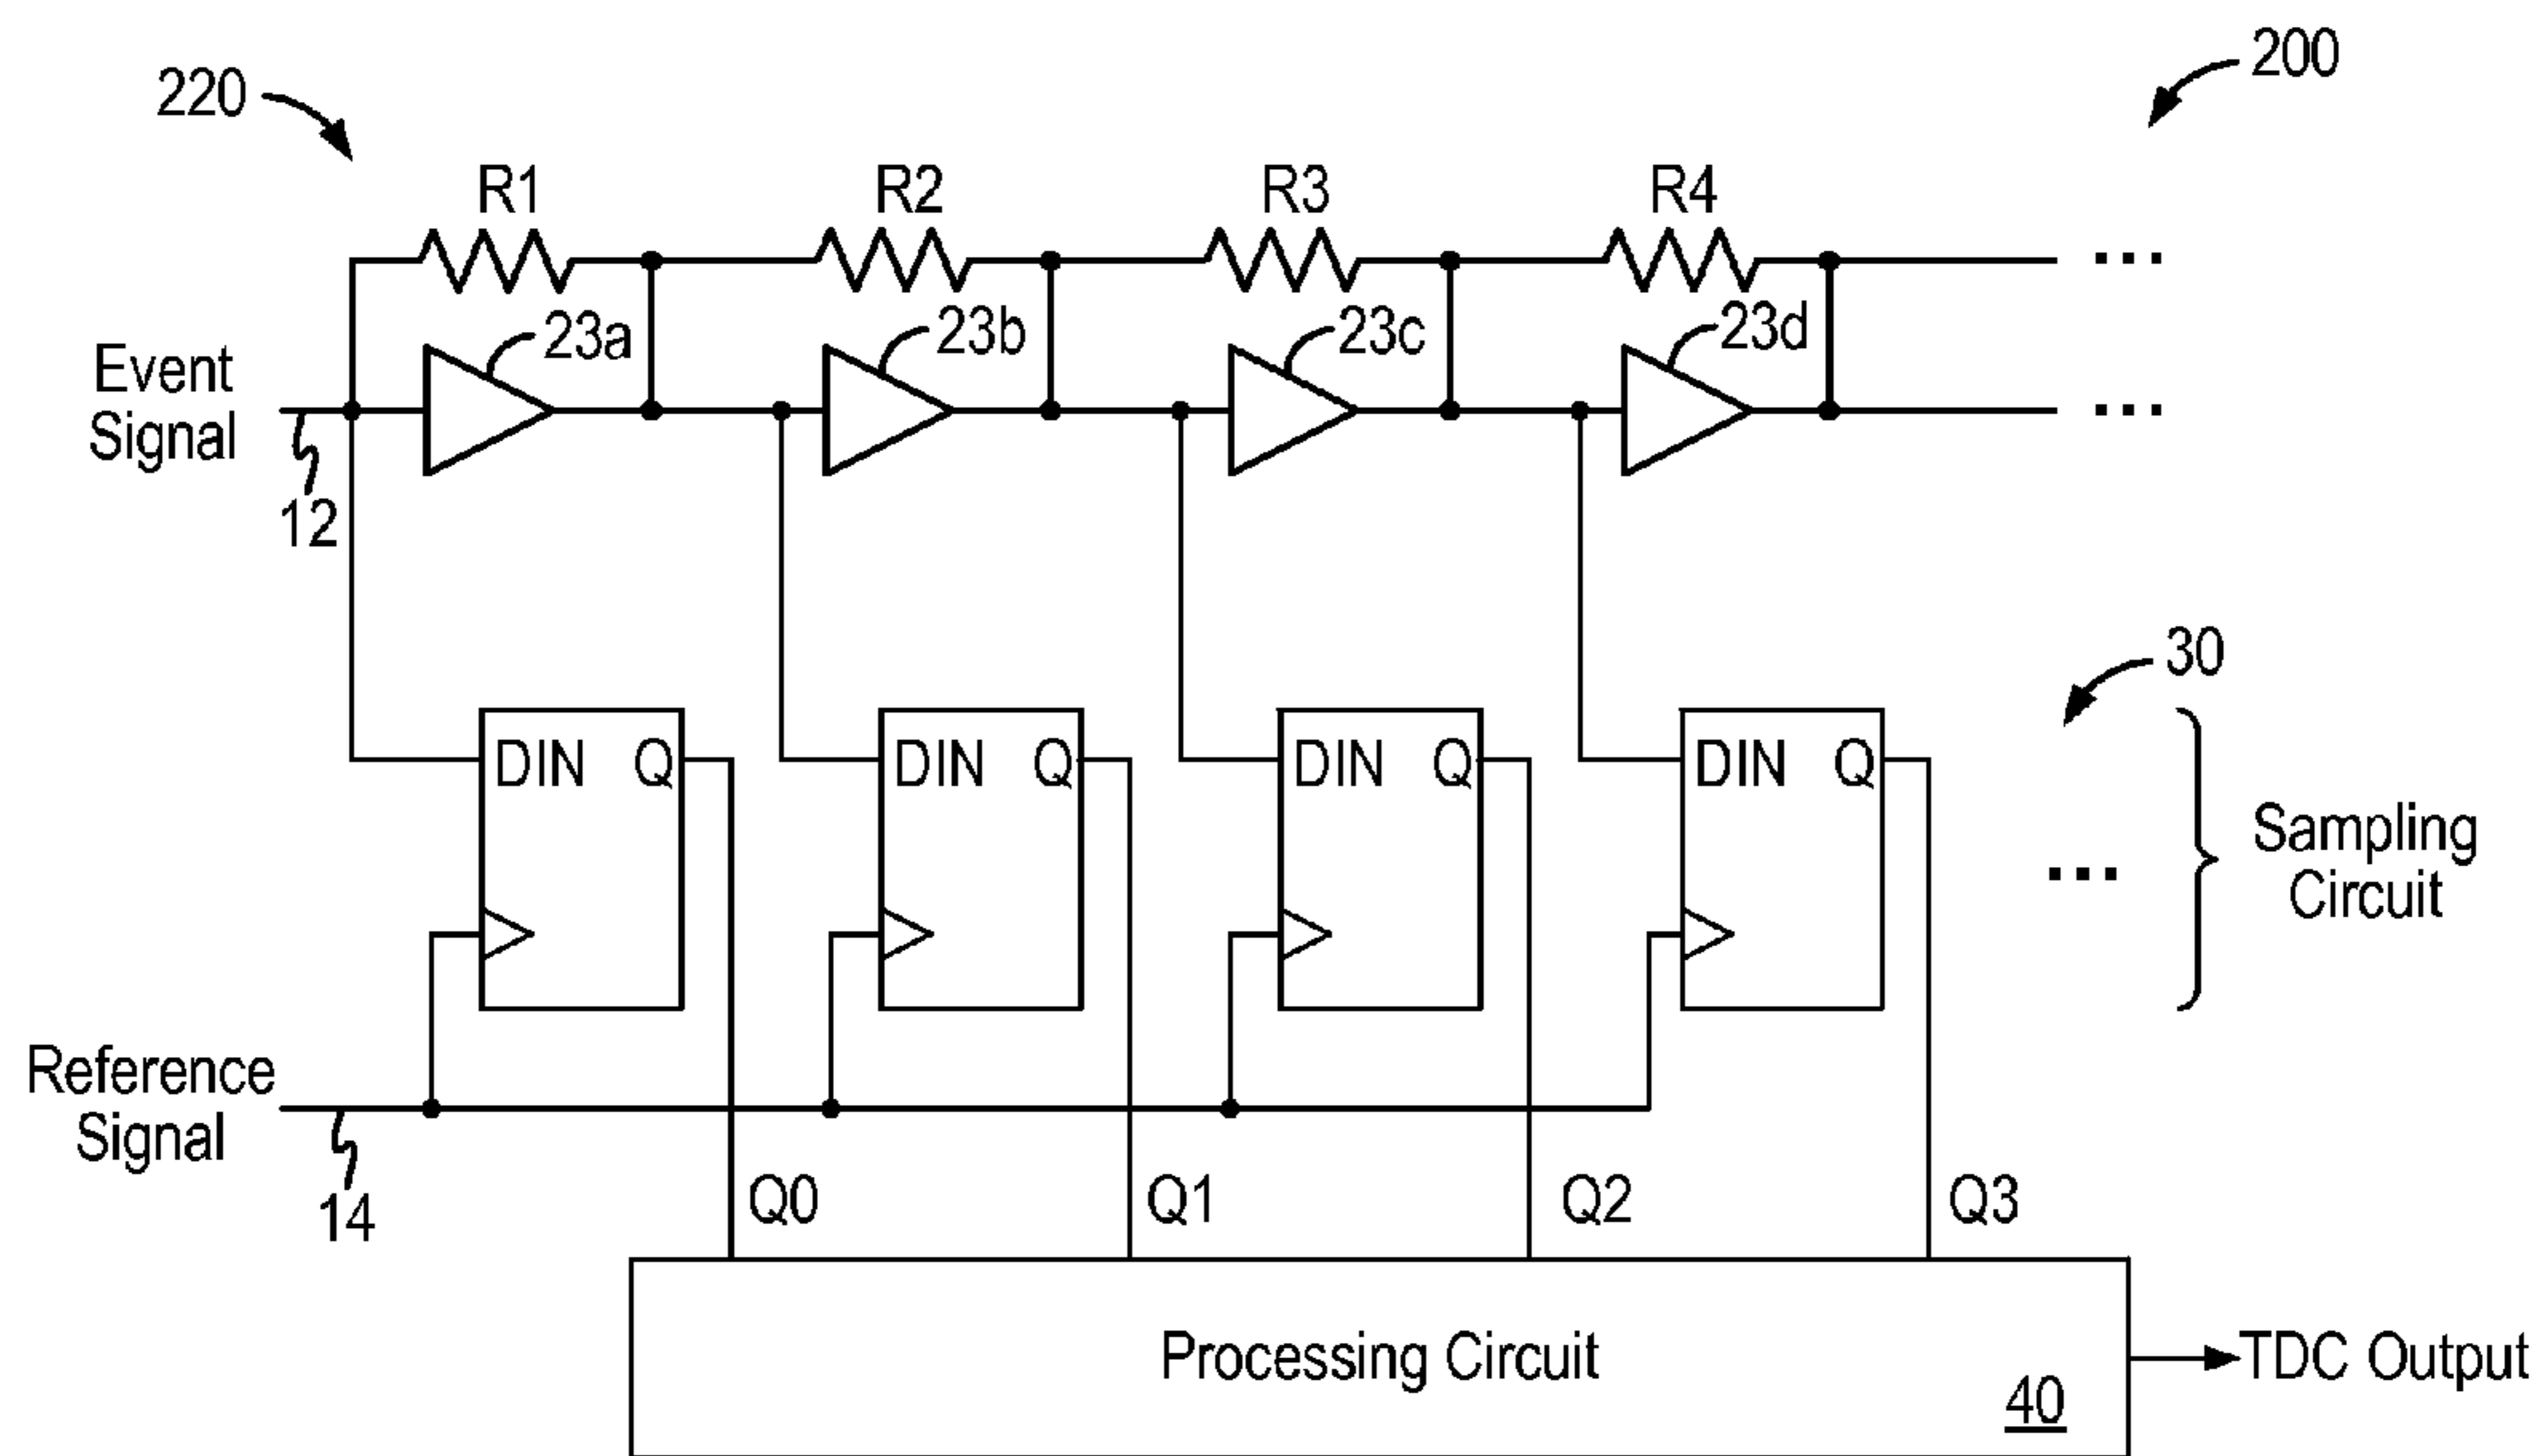 220
200
R1 R2 R3 R4
23a 23b 23c 23d
Event
Signal
...
...
12
30
DIN Q DIN Q DIN Q DIN Q
Sampling
Circuit
...
Reference
Signal
14
Q0 Q1 Q2 Q3
Processing Circuit
40
TDC Output